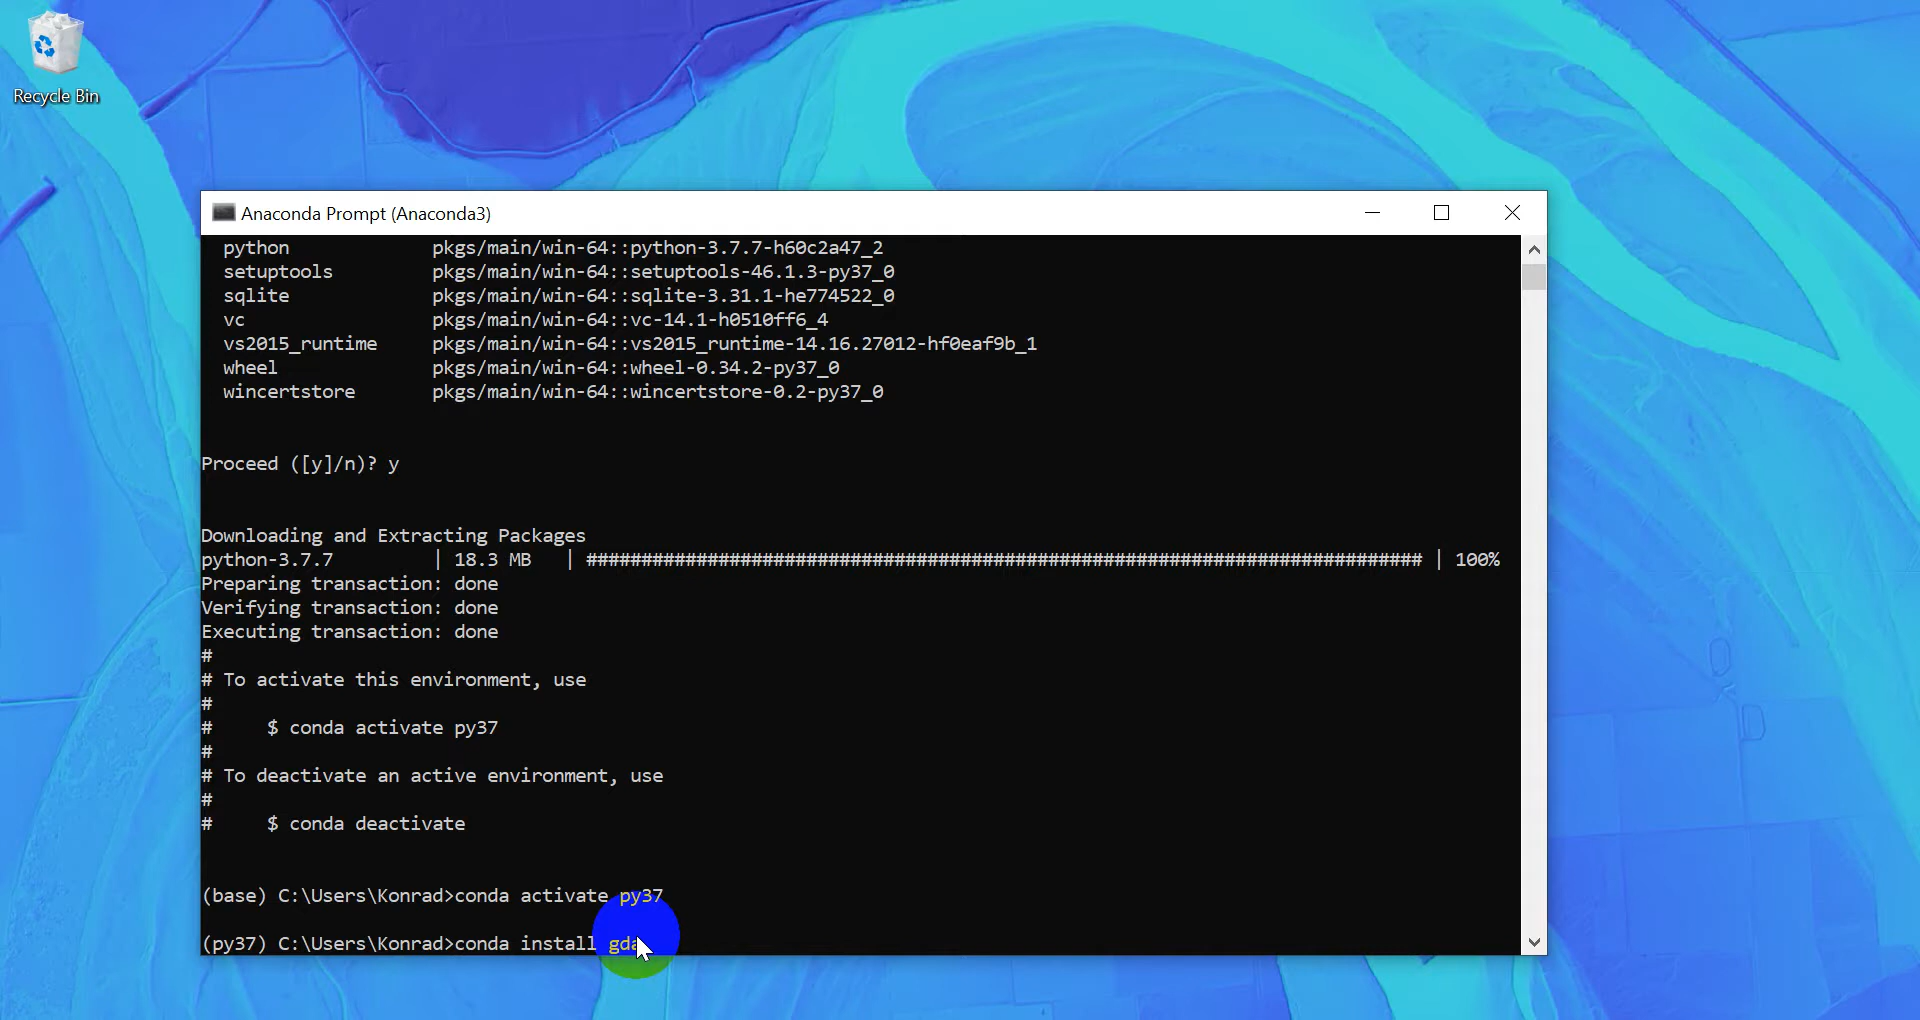 Recycle Bin
Anaconda Prompt (Anaconda3)
python pkgs/main/win-64::python-3.7.7-h60c2a47_2
setuptools pkgs/main/win-64::setuptools-46.1.3-py37_0
sqlite pkgs/main/win-64::sqlite-3.31.1-he774522_0
vc pkgs/main/win-64::vc-14.1-h0510ff6_4
vs2015_runtime pkgs/main/win-64::vs2015_runtime-14.16.27012-hf0eaf9b_1
wheel pkgs/main/win-64::wheel-0.34.2-py37_0
wincertstore pkgs/main/win-64::wincertstore-0.2-py37_0
Proceed ([y]/n)? y
Downloading and Extracting Packages
python-3.7.7 | 18.3 MB | ############################################################################ | 100%
Preparing transaction: done
Verifying transaction: done
Executing transaction: done
#
# To activate this environment, use
#
# $ conda activate py37
#
# To deactivate an active environment, use
#
# $ conda deactivate
(base) C:\Users\Konrad>conda activate py37
(py37) C:\Users\Konrad>conda install